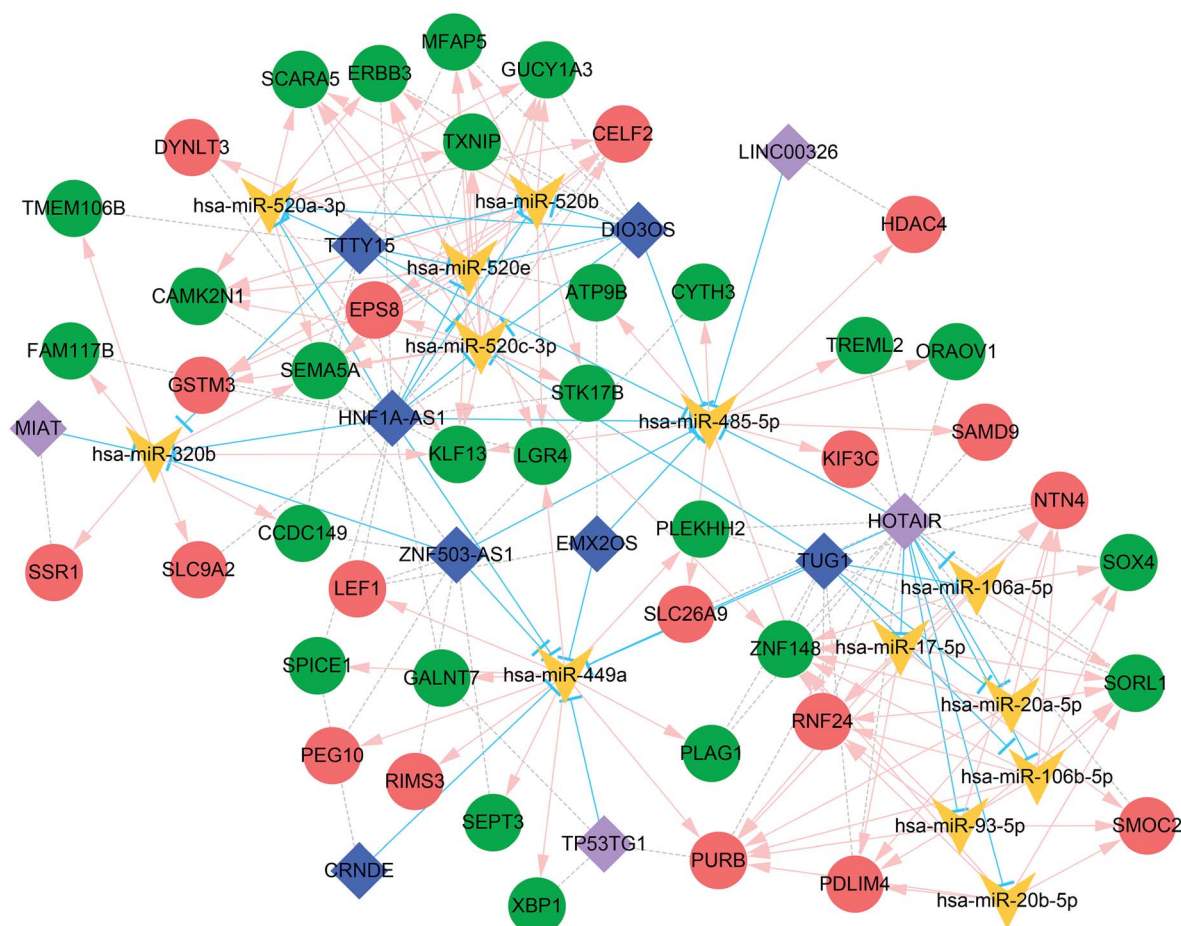 MFAP5
ERBB3
SCARA5
GUCY1A3
TXNIP
CELF2
DYNLT3
LINC00326
TMEM106B
hsa-miR-520a-3p
hsa-miR-520b
HDAC4
DIO3OS
TTTY15
hsa-miR-520e
CAMK2N1
EPS8
ATP9B
CYTH3
FAM117B
hsa-miR-520c-3p
TREML2
ORAOV1
GSTM3
SEMA5A
STK17B
MIAT
HNF1A-AS1
hsa-miR-485-5p
SAMD9
hsa-miR-320b
KLF13
LGR4
KIF3C
NTN4
CCDC149
PLEKHH2
HOTAIR
SSR1
SLC9A2
ZNF503-AS1
EMX2OS
TUG1
SOX4
LEF1
hsa-miR-106a-5p
SLC26A9
SPICE1
GALNT7
hsa-miR-449a
ZNF148
hsa-miR-17-5p
SORL1
hsa-miR-20a-5p
PEG10
RIMS3
PLAG1
RNF24
hsa-miR-106b-5p
SEPT3
hsa-miR-93-5p
SMOC2
CRNDE
TP53TG1
PURB
PDLIM4
hsa-miR-20b-5p
XBP1